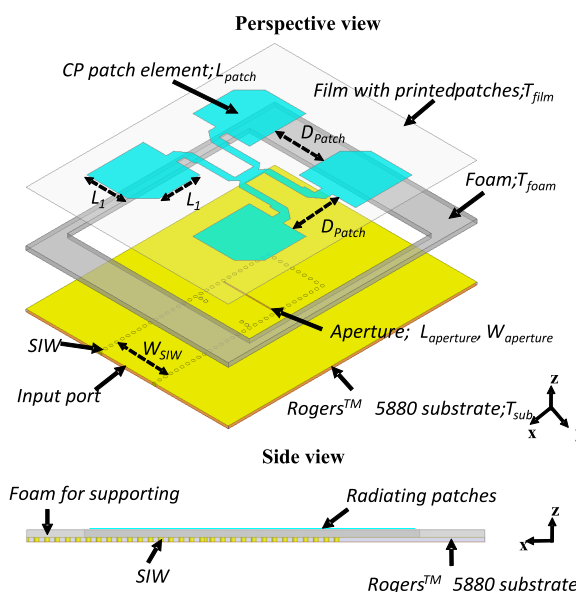 Perspective view
CP patch element; Lpatch
Film with printedpatches; Tfilm
DPatch
Foam; Tfoam
L1
L1
DPatch
Aperture; Laperture, Waperture
SIW
WSIW
Input port
Rogers™ 5880 substrate; Tsub
z
x
Side view
Foam for supporting
Radiating patches
z
x
SIW
Rogers™ 5880 substrate